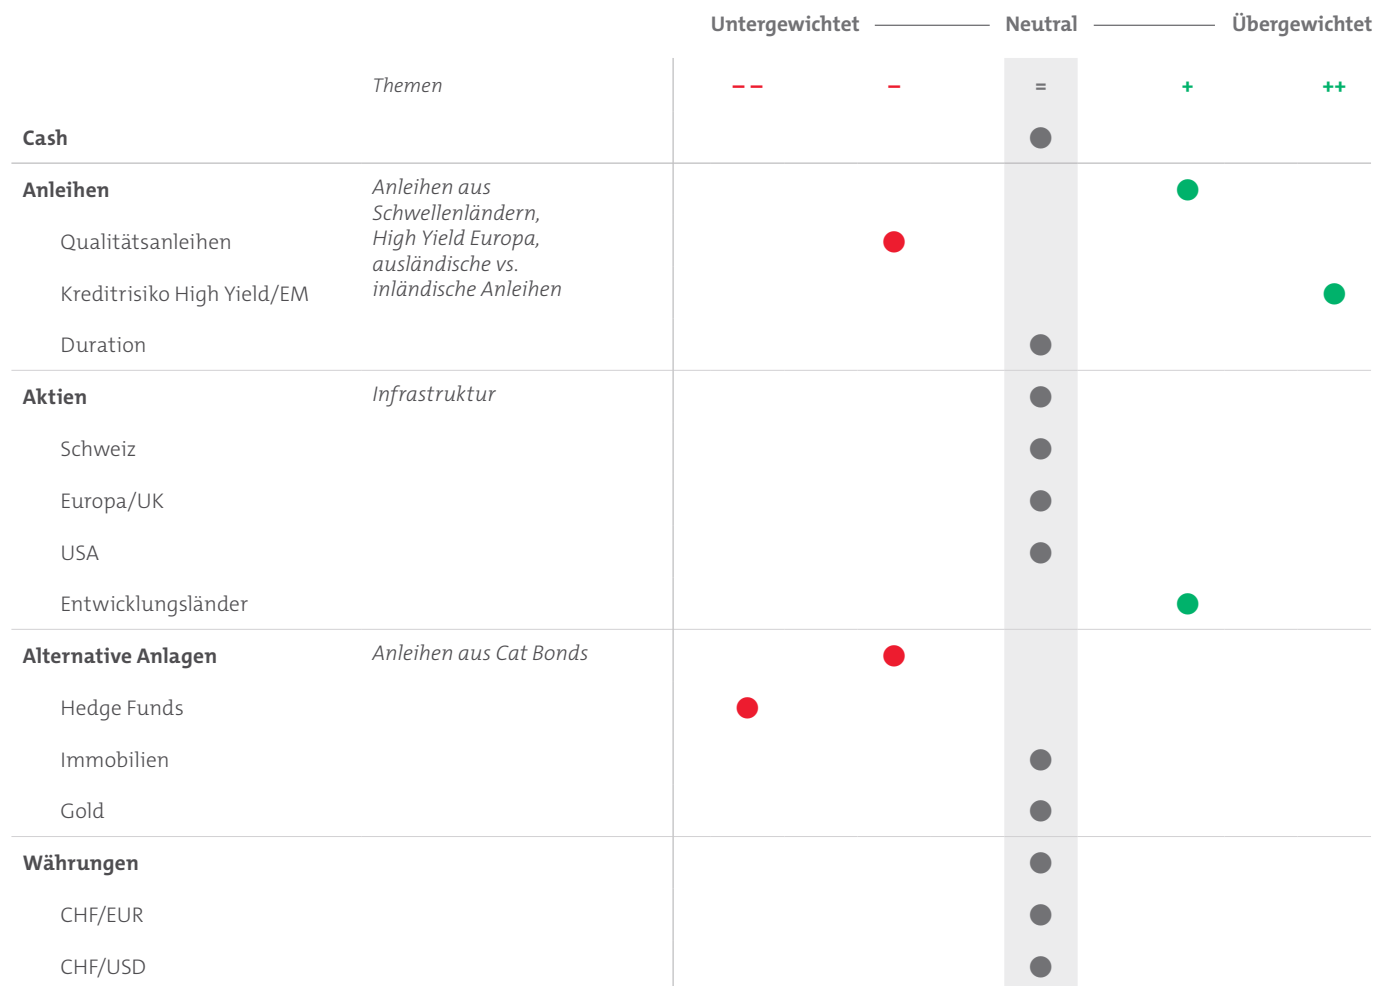 Untergewichtet Neutral Übergewichtet
Themen – – – = + ++
Cash
Anleihen Anleihen aus
Schwellenländern,
Qualitätsanleihen High Yield Europa,
ausländische vs.
Kreditrisiko High Yield/EM inländische Anleihen
Duration
Aktien Infrastruktur
Schweiz
Europa/UK
USA
Entwicklungsländer
Alternative Anlagen Anleihen aus Cat Bonds
Hedge Funds
Immobilien
Gold
Währungen
CHF/EUR
CHF/USD